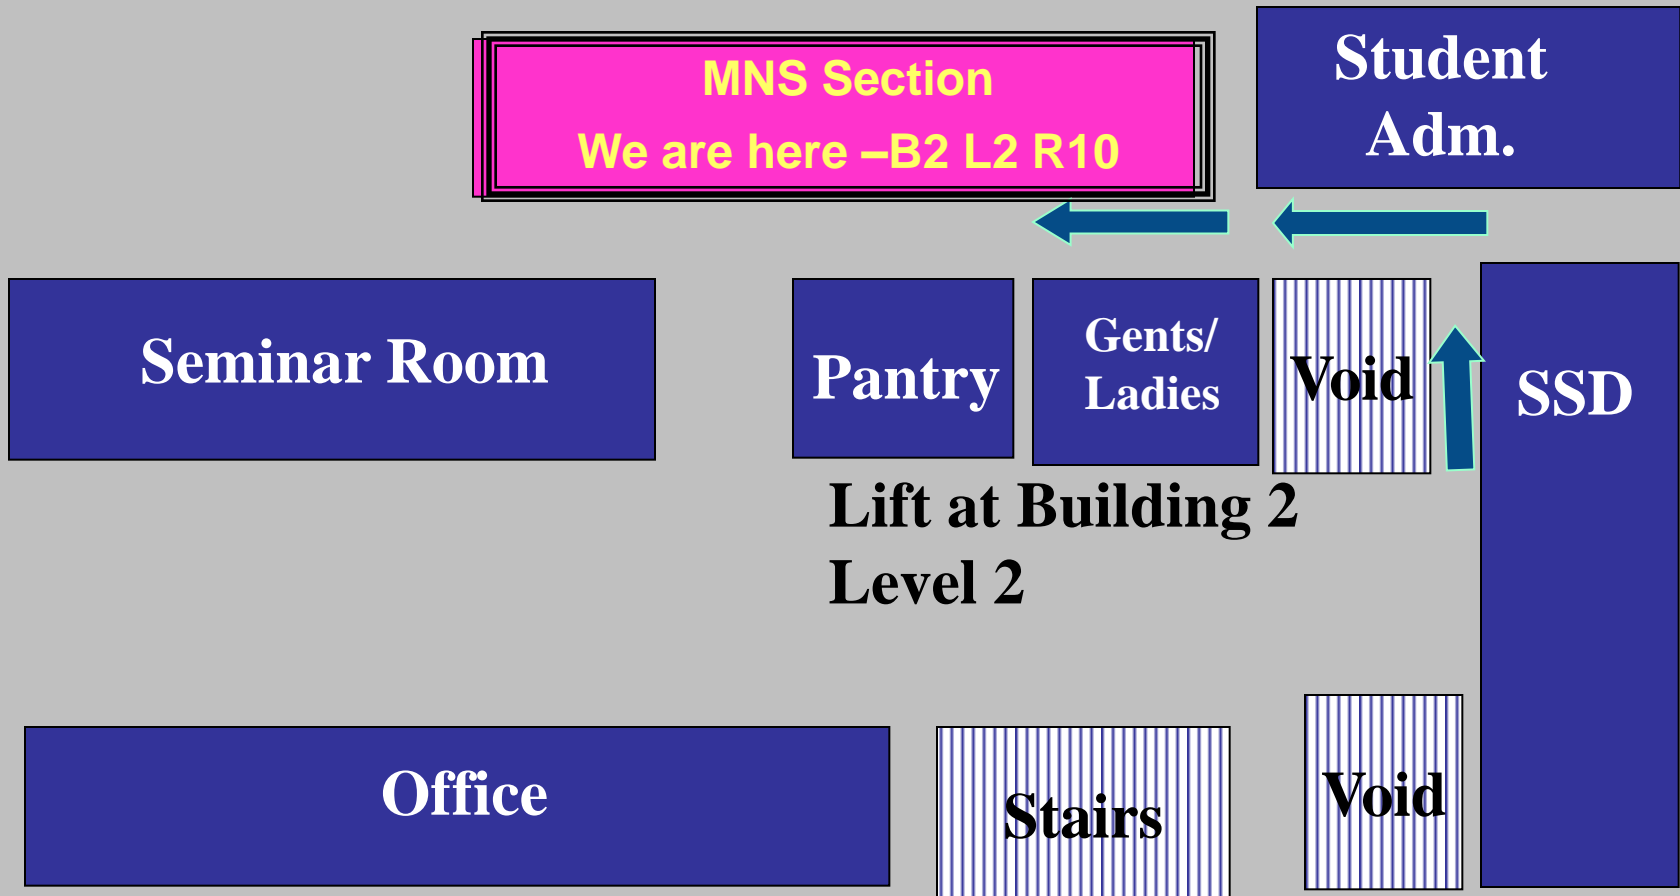 MNS Section
We are here –B2 L2 R10
Student
Adm.
Seminar Room
Pantry
Gents/
Ladies
Void
SSD
Lift at Building 2
Level 2
Office
Stairs
Void